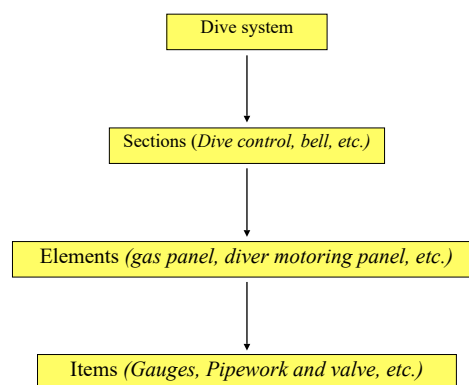 Dive system
Sections (Dive control, bell, etc.)
Elements (gas panel, diver motoring panel, etc.)
Items (Gauges, Pipework and valve, etc.)